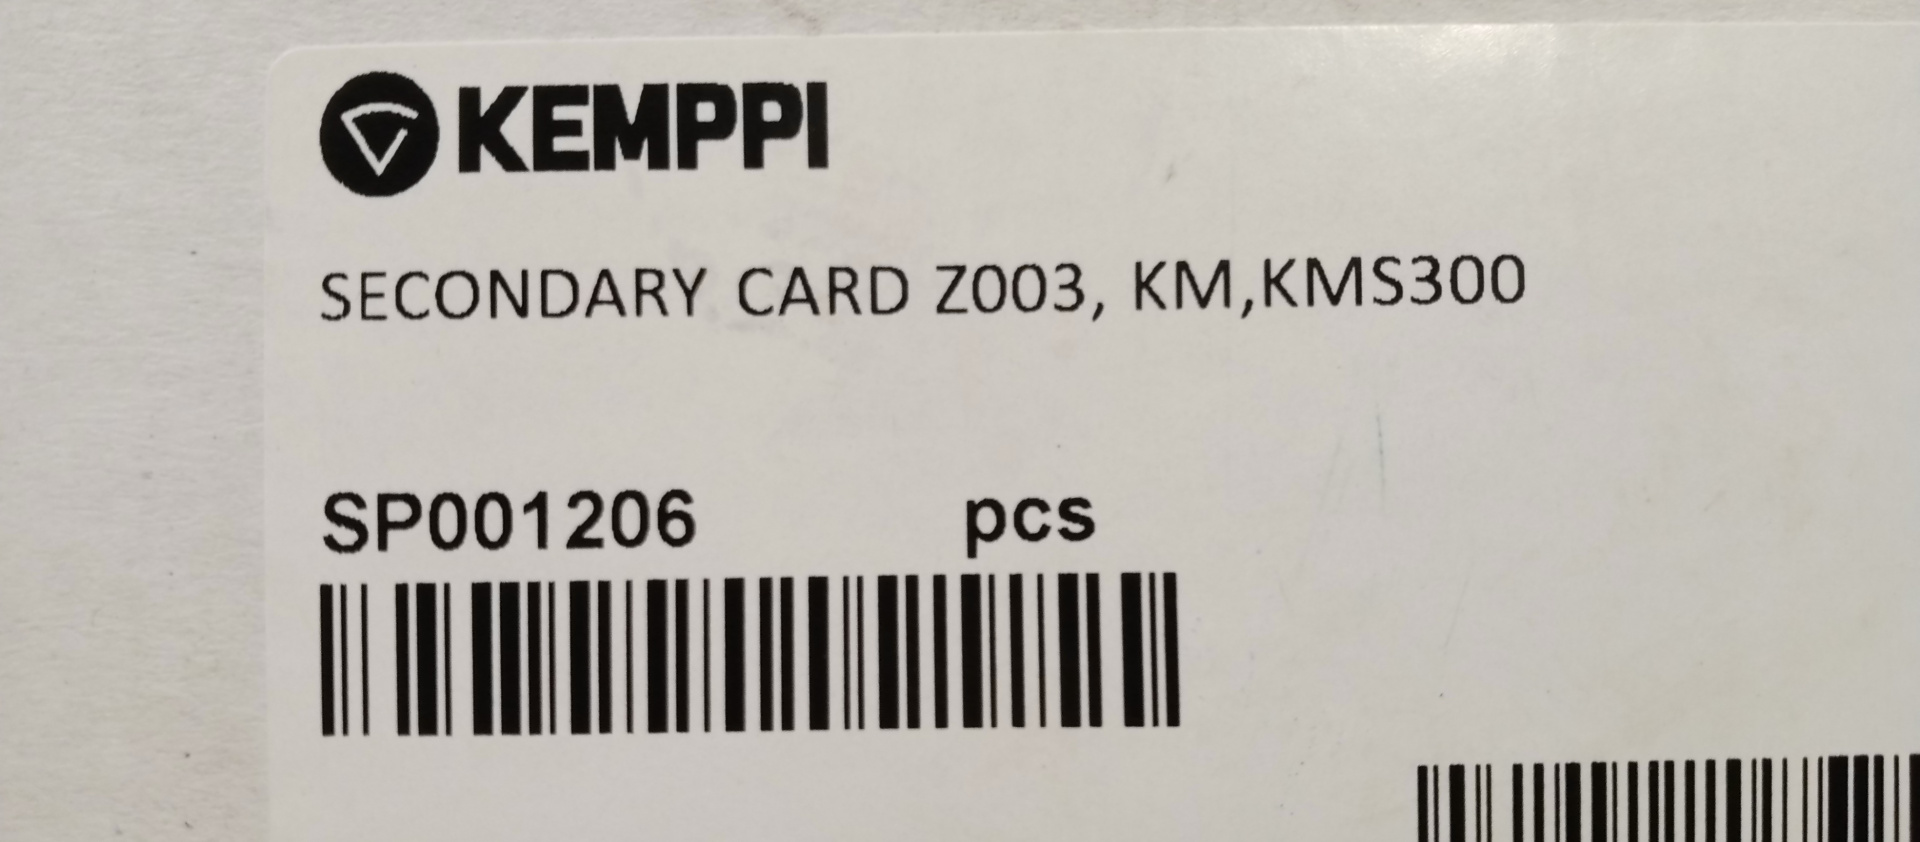 KEMPPI
SECONDARY CARD Z003, KM,KMS300
SP001206 pcs